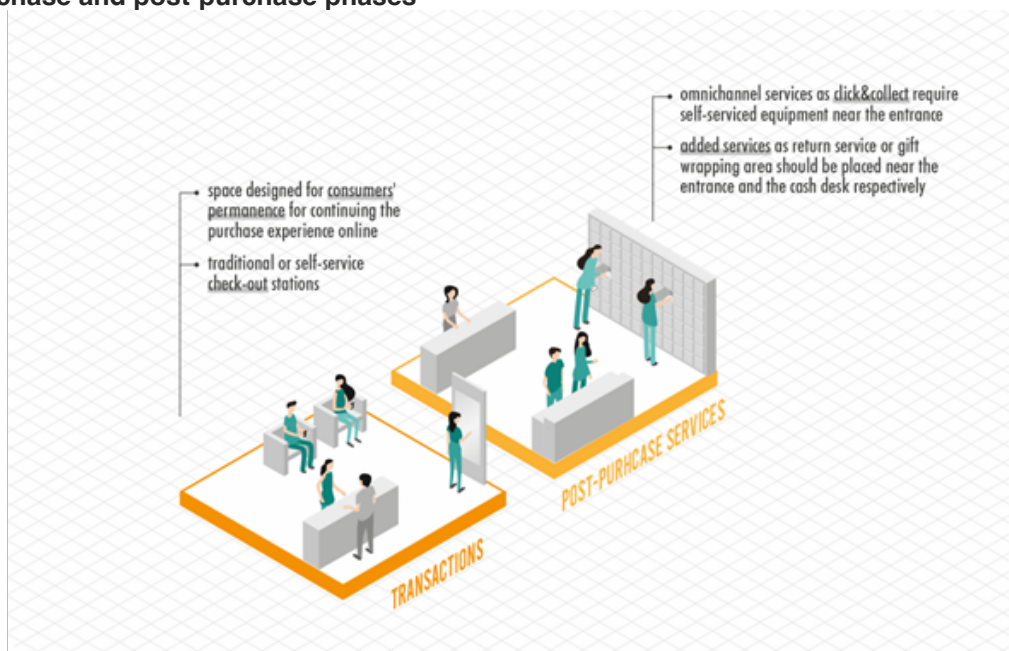 chase and post-purchase phases
omnichannel services as click&collect require
self-serviced equipment near the entrance
added services as return service or gift
wrapping area should be placed near the
entrance and the cash desk respectively
space designed for consumers'
permanence for continuing the
purchase experience online
traditional or self-service
check-out stations
POST-PURHCASE SERVICES
TRANSACTIONS